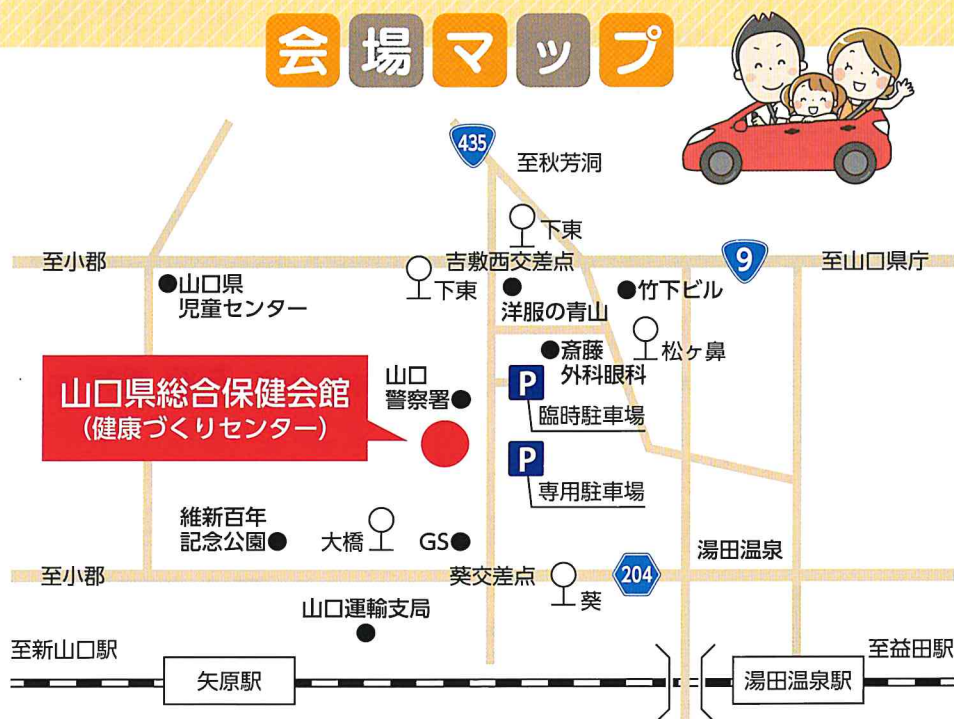 会場マップ
435
至秋芳洞
下東
至小郡
吉敷西交差点
9
至山口県庁
山口県
児童センター
下東
洋服の青山
竹下ビル
松ヶ鼻
斎藤
外科眼科
山口県総合保健会館
(健康づくりセンター)
山口
警察署
P
臨時駐車場
P
専用駐車場
維新百年
記念公園
大橋
GS
湯田温泉
至小郡
葵交差点
葵
204
山口運輸支局
至新山口駅
至益田駅
矢原駅
湯田温泉駅